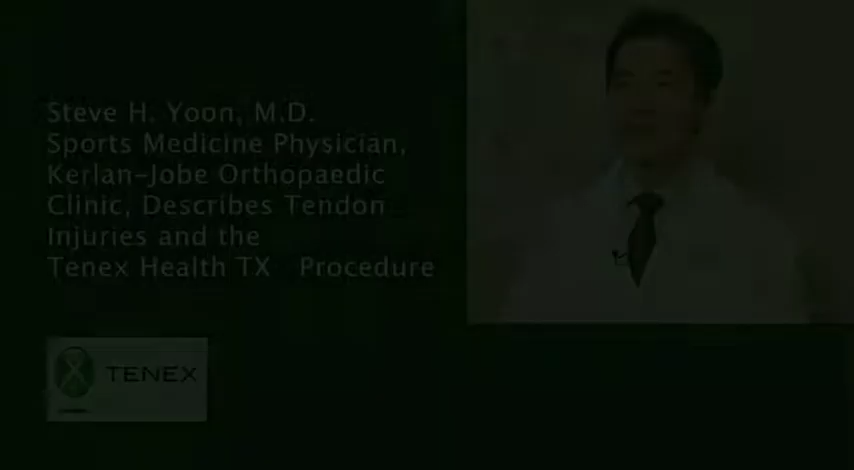 Steve H. Yoon, M.D.
Sports Medicine Physician,
Kerlan-Jobe Orthopaedic
Clinic, Describes Tendon
Injuries and the
Tenex Health TX Procedure
TENEX